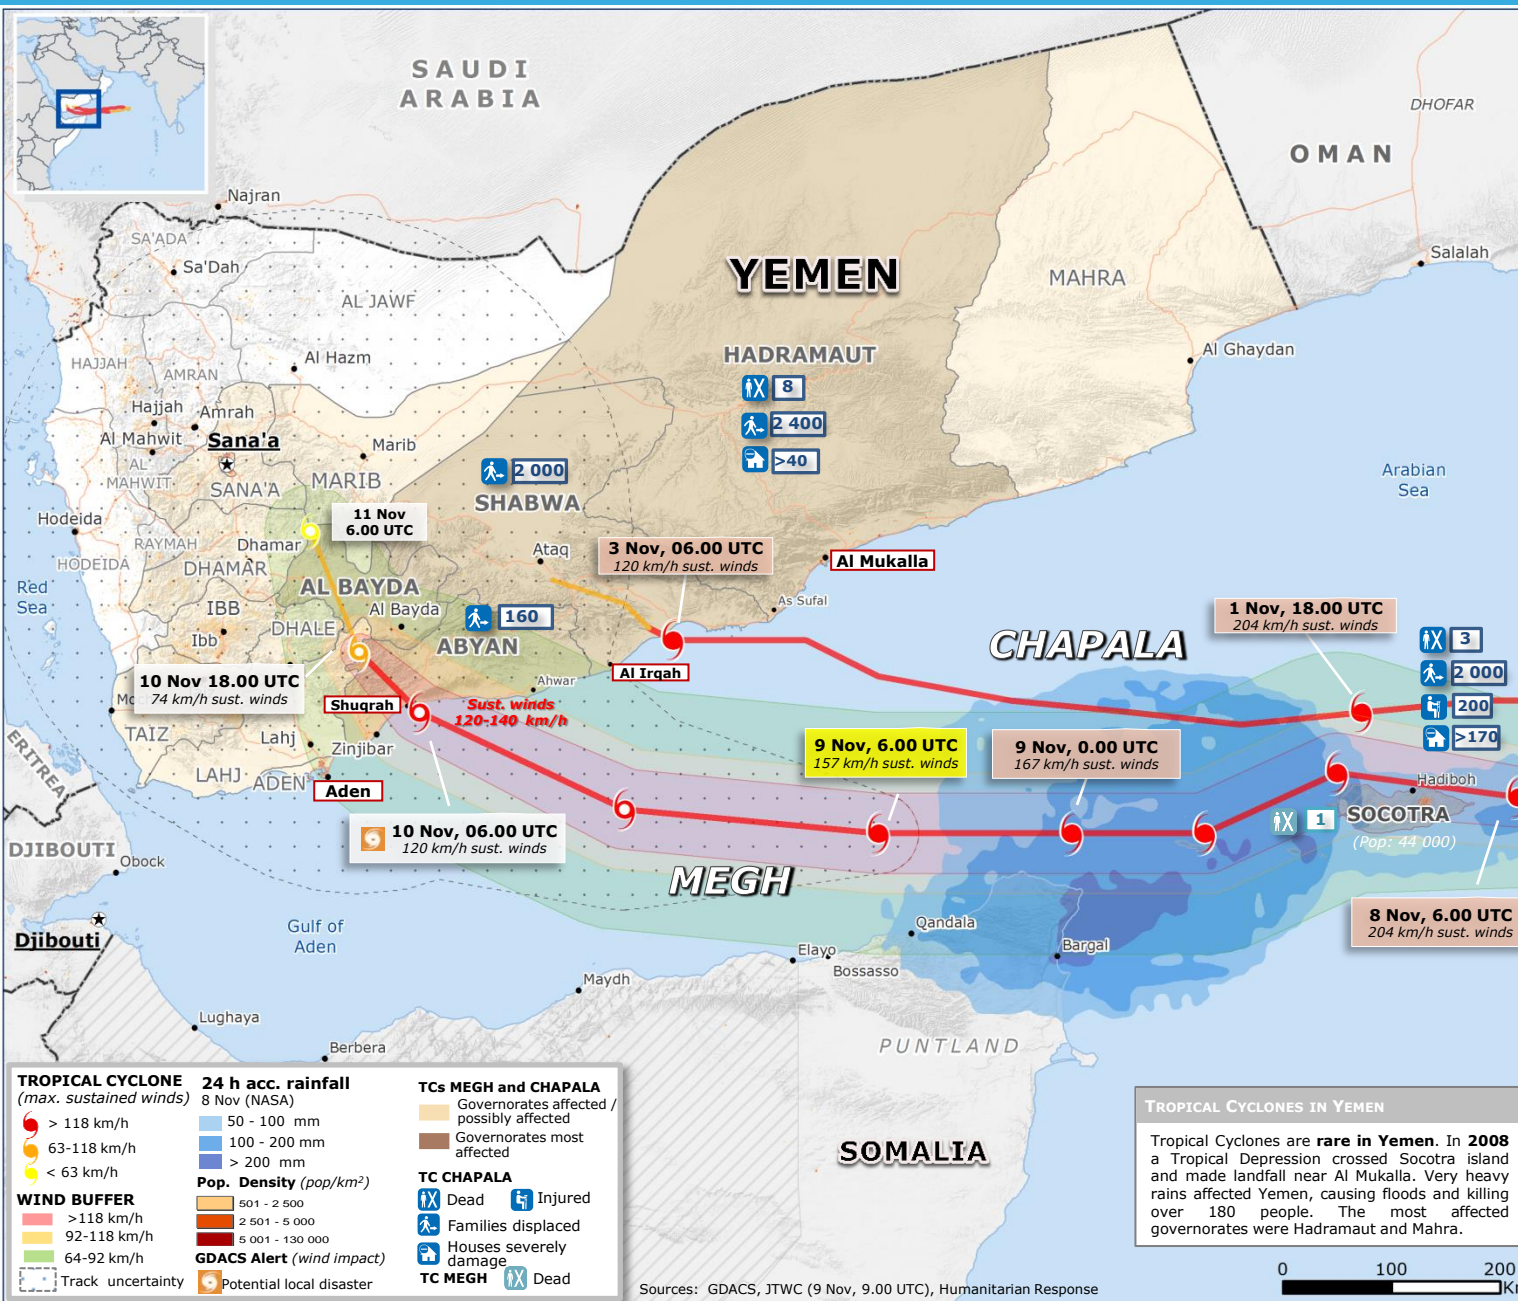 SAUDI
ARABIA
DHOFAR
OMAN
Najran
SA'ADA
Sa'Dah
Salalah
YEMEN
MAHRA
AL JAWF
Al Ghaydan
HADRAMAUT
HAJJAH
Al Hazm
AMRAN
8
Hajjah
Amrah
2 400
Al Mahwit
Sana'a
Marib
>40
AL
MAHWIT
SANA'A
MARIB
2 000
SHABWA
Arabian
Sea
11 Nov
6.00 UTC
Hodeida
RAYMAH
Dhamar
HODEIDA
DHAMAR
Ataq
3 Nov, 06.00 UTC
120 km/h sust. winds
Al Mukalla
Red
Sea
AL BAYDA
IBB
Al Bayda
160
As Sufal
1 Nov, 18.00 UTC
204 km/h sust. winds
Ibb
DHALE
ABYAN
CHAPALA
3
2 000
200
>170
10 Nov 18.00 UTC
74 km/h sust. winds
Al Irqah
Ahwar
Shuqrah
Sust. winds
120-140 km/h
TAIZ
Lahj
Zinjibar
9 Nov, 6.00 UTC
157 km/h sust. winds
9 Nov, 0.00 UTC
167 km/h sust. winds
ERITREA
LAHJ
ADEN
Aden
Hadiboh
SOCOTRA
(Pop: 44 000)
1
10 Nov, 06.00 UTC
120 km/h sust. winds
DJIBOUTI
Obock
MEGH
8 Nov, 6.00 UTC
204 km/h sust. winds
Djibouti
Gulf of
Aden
Qandala
Bargal
Elayo
Bossasso
Maydh
Lughaya
Berbera
PUNTLAND
SOMALIA
TROPICAL CYCLONE
(max. sustained winds)
> 118 km/h
63-118 km/h
< 63 km/h
WIND BUFFER
>118 km/h
92-118 km/h
64-92 km/h
Track uncertainty
24 h acc. rainfall
8 Nov (NASA)
50 - 100 mm
100 - 200 mm
> 200 mm
Pop. Density (pop/km²)
501 - 2 500
2 501 - 5 000
5 001 - 130 000
GDACS Alert (wind impact)
Potential local disaster
TCs MEGH and CHAPALA
Governorates affected /
possibly affected
Governorates most
affected
TC CHAPALA
Dead
Injured
Families displaced
Houses severely
damage
TC MEGH
Dead
Sources: GDACS, JTWC (9 Nov, 9.00 UTC), Humanitarian Response
TROPICAL CYCLONES IN YEMEN
Tropical Cyclones are rare in Yemen. In 2008
a Tropical Depression crossed Socotra island
and made landfall near Al Mukalla. Very heavy
rains affected Yemen, causing floods and killing
over 180 people. The most affected
governorates were Hadramaut and Mahra.
0 100 200